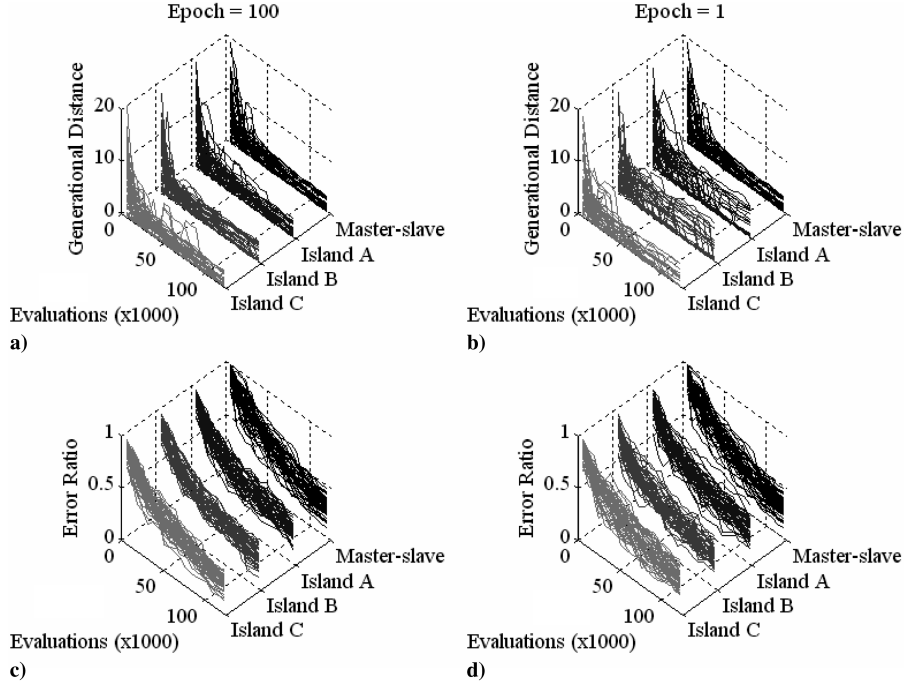 Epoch = 100
Generational Distance
20
10
0
0
50
100
Evaluations (x1000)
Master-slave
Island A
Island B
Island C
a)
Epoch = 1
Generational Distance
20
10
0
0
50
100
Evaluations (x1000)
Master-slave
Island A
Island B
Island C
b)
Error Ratio
1
0.5
0
0
50
100
Evaluations (x1000)
Master-slave
Island A
Island B
Island C
c)
Error Ratio
1
0.5
0
0
50
100
Evaluations (x1000)
Master-slave
Island A
Island B
Island C
d)